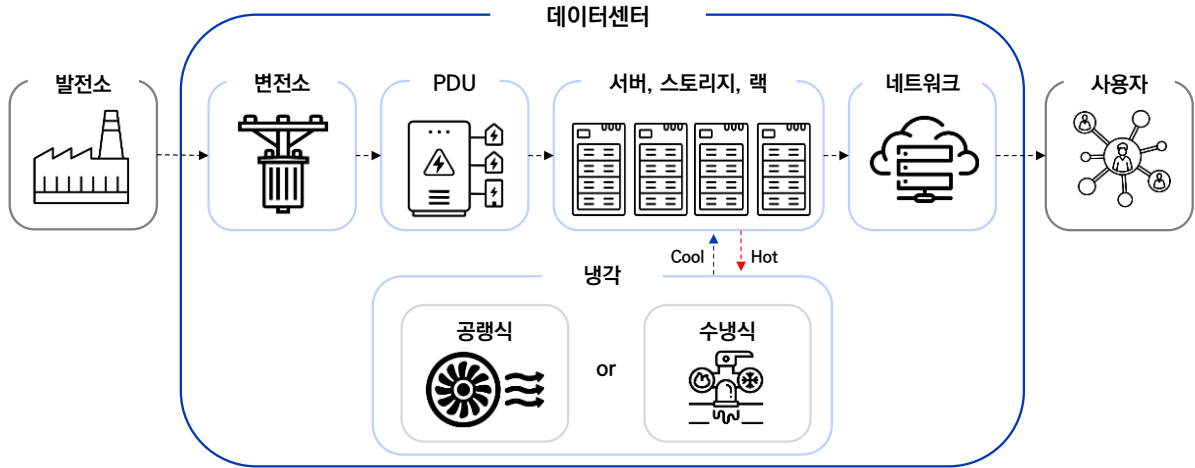 데이터센터
발전소
변전소
PDU
서버, 스토리지, 랙
네트워크
사용자
Cool
Hot
냉각
공랭식
or
수냉식